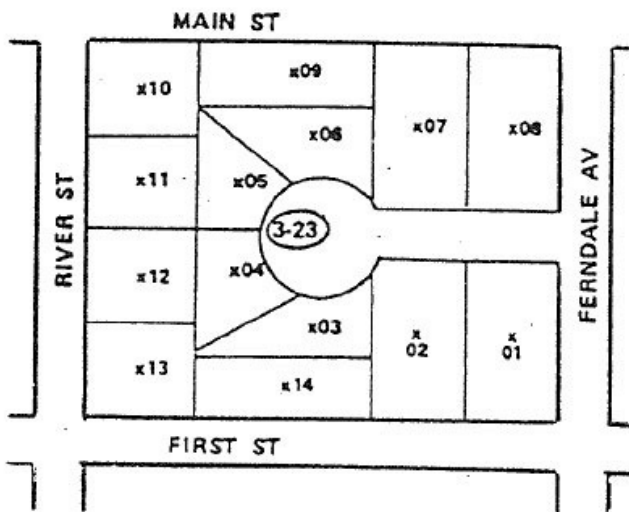 MAIN ST
x10
x09
x06
x07
x08
x11
x05
3-23
RIVER ST
FERNDALE AV
x12
x04
x03
x
02
x
01
x13
x14
FIRST ST